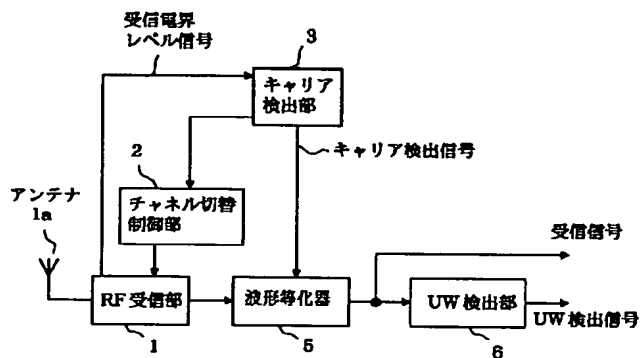 受信電界
レベル信号
3
キャリア
検出部
2
キャリア検出信号
アンテナ
1a
チャネル切替
制御部
受信信号
RF受信部
波形等化器
UW検出部
UW検出信号
1
5
6